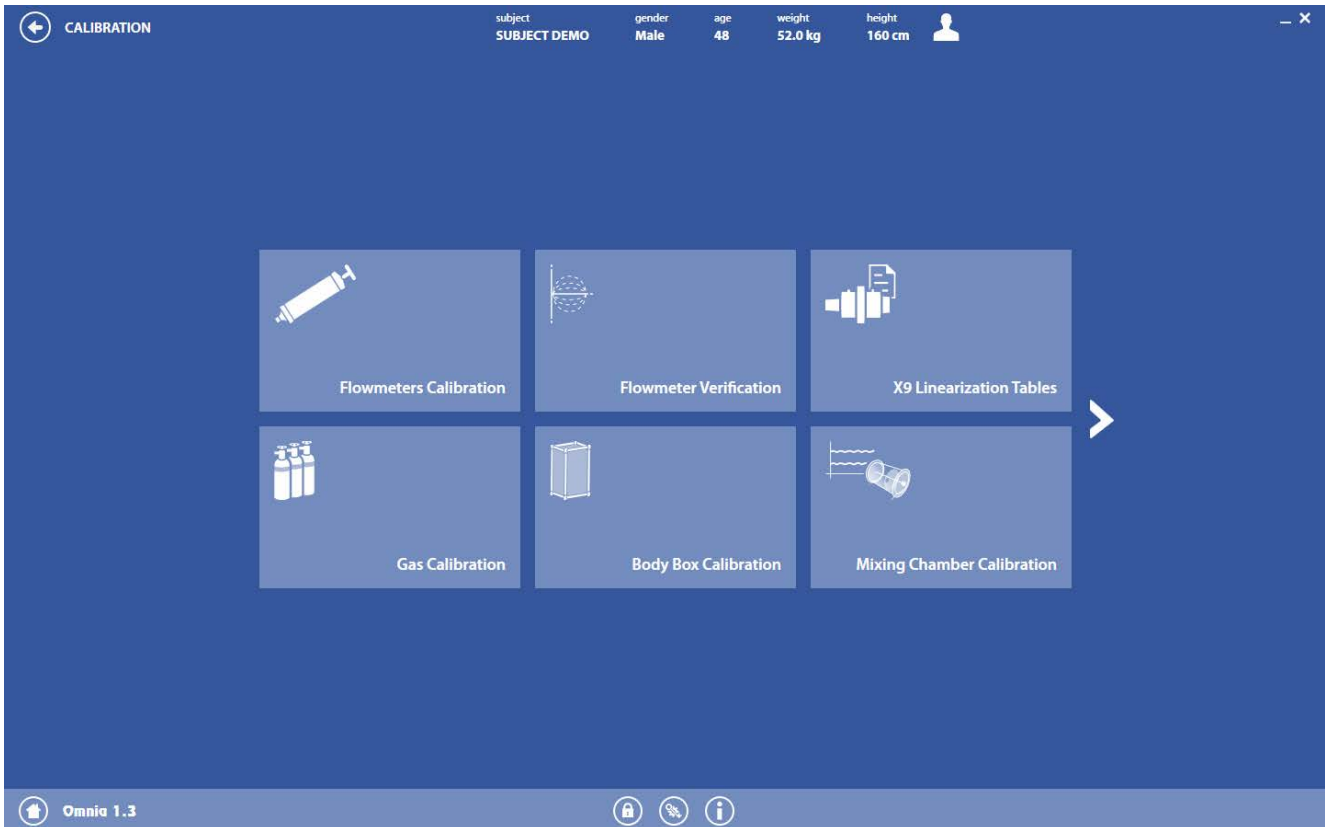 CALIBRATION
subject gender age weight height
SUBJECT DEMO Male 48 52.0 kg 160 cm
Flowmeters Calibration
Flowmeter Verification
X9 Linearization Tables
Gas Calibration
Body Box Calibration
Mixing Chamber Calibration
Omnia 1.3